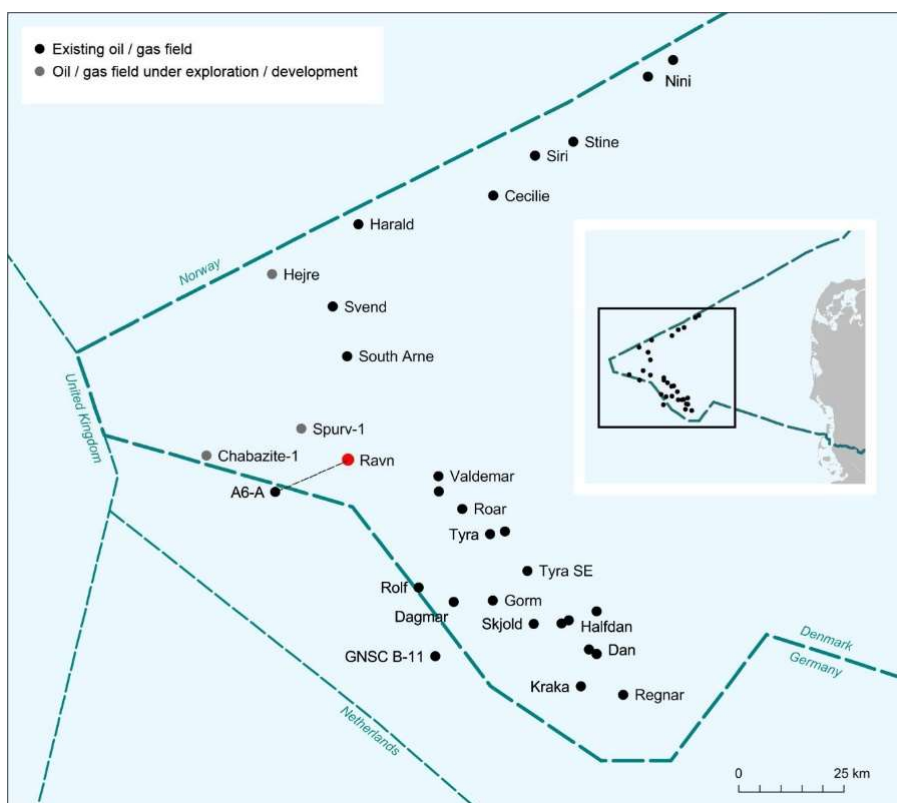 Existing oil / gas field
Oil / gas field under exploration / development
Nini
Stine
Siri
Cecilie
Harald
Norway
Hejre
Svend
South Arne
United Kingdom
Spurv-1
Chabazite-1
Ravn
A6-A
Valdemar
Roar
Tyra
Tyra SE
Rolf
Gorm
Dagmar
Skjold
Halfdan
Dan
GNSC B-11
Kraka
Regnar
Denmark
Germany
Netherlands
0 25 km